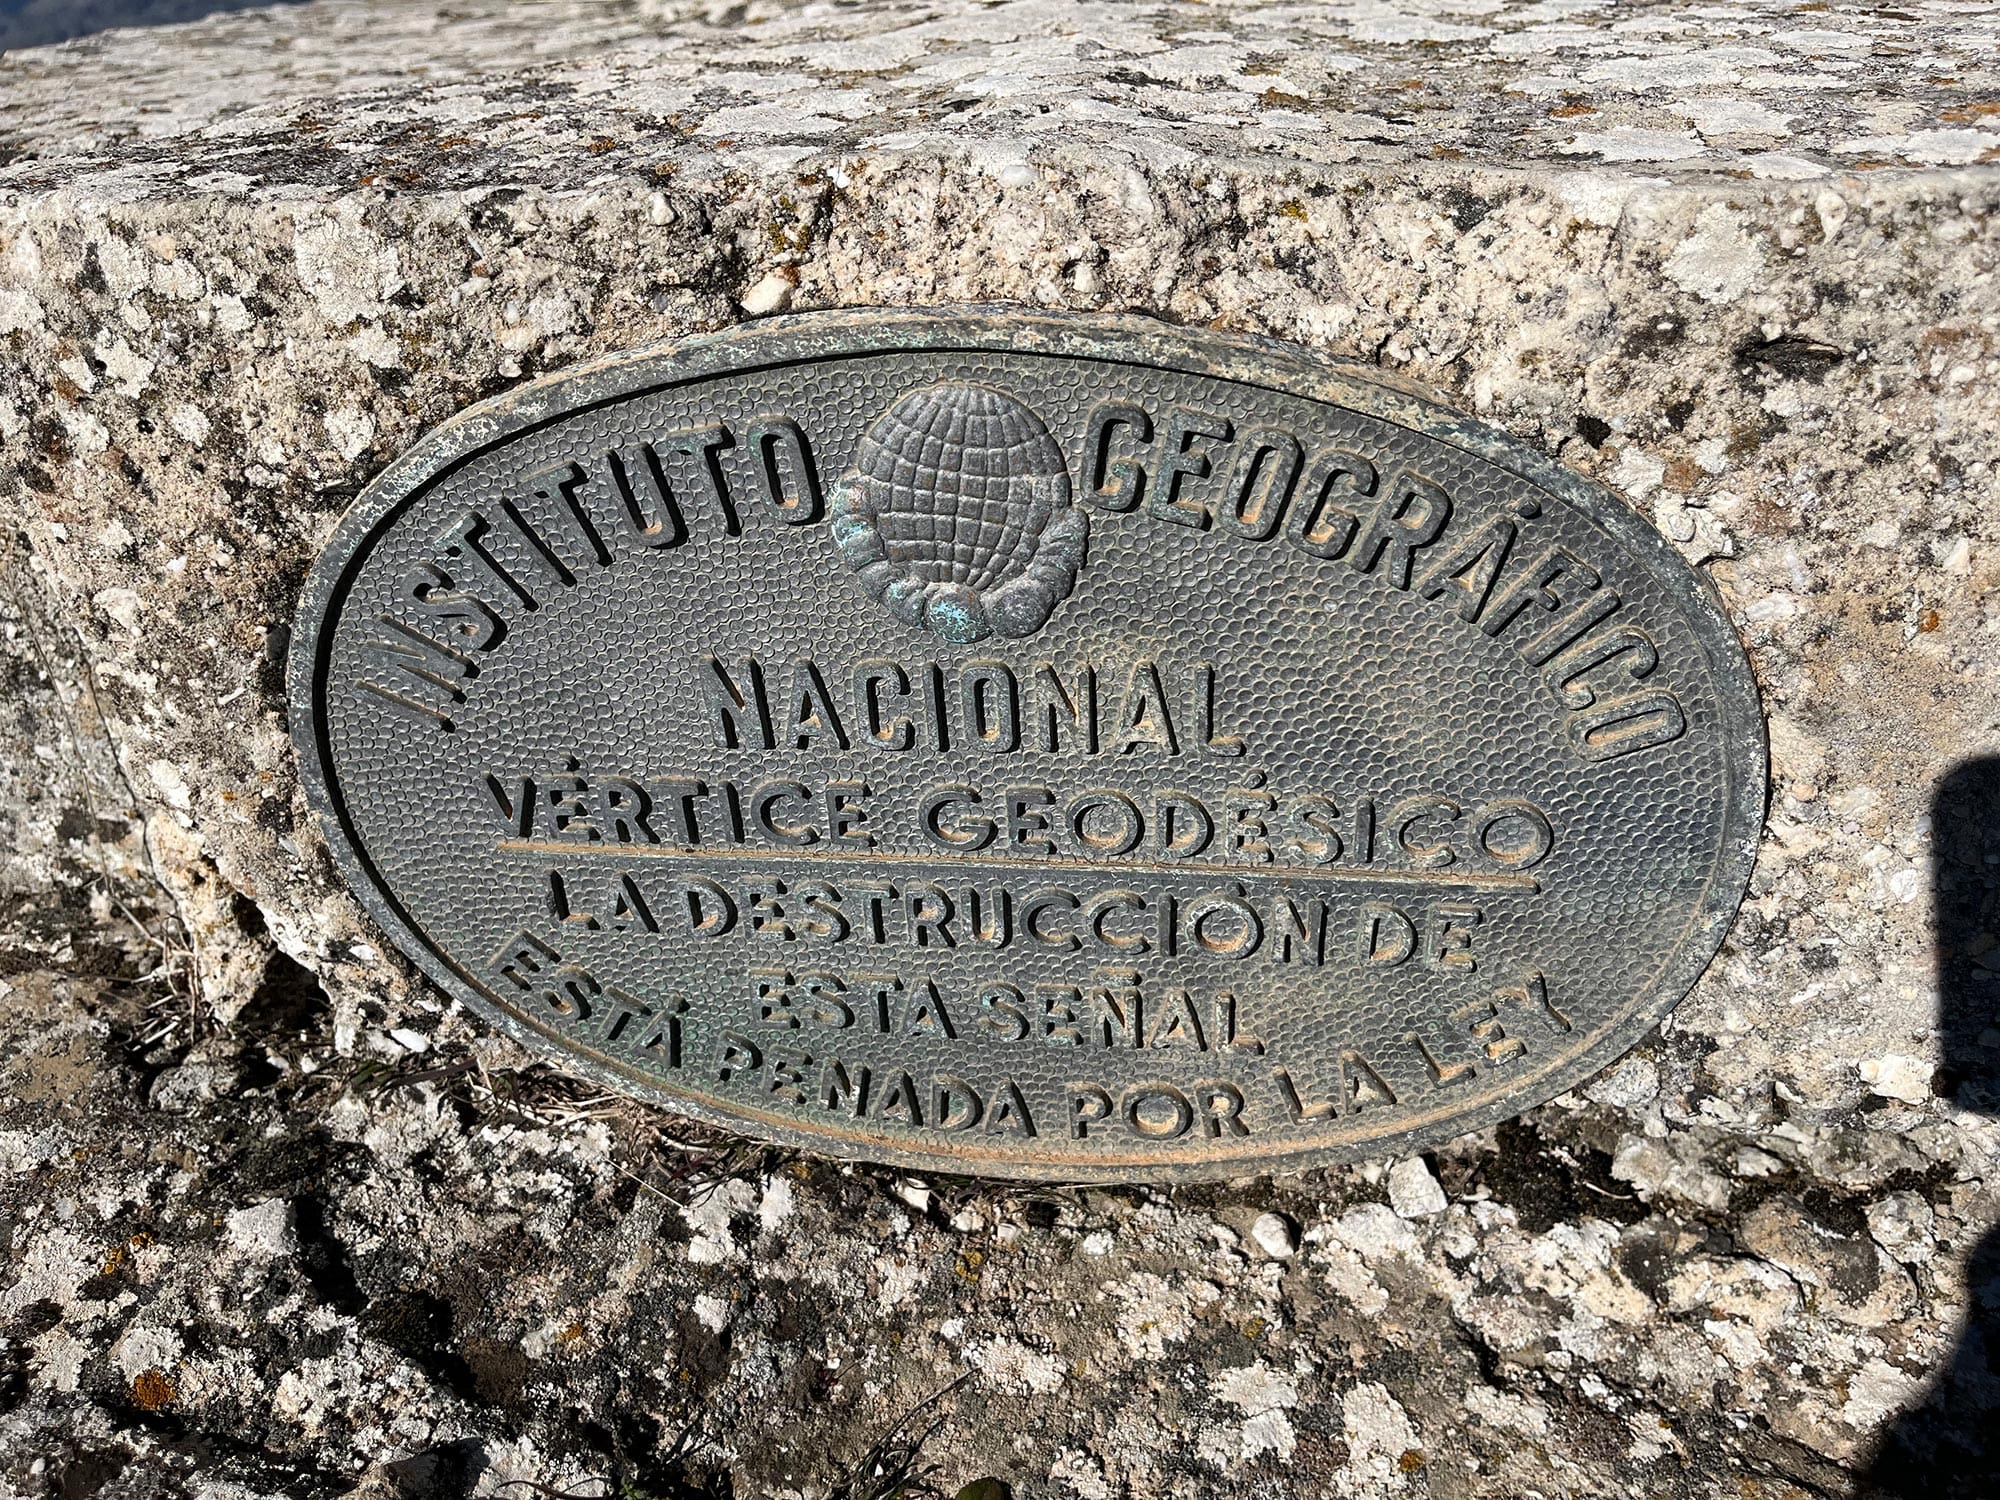 INSTITUTO GEOGRÁFICO
NACIONAL
VÉRTICE GEODÉSICO
LA DESTRUCCIÓN DE
ESTA SEÑAL
ESTÁ PENADA POR LA LEY